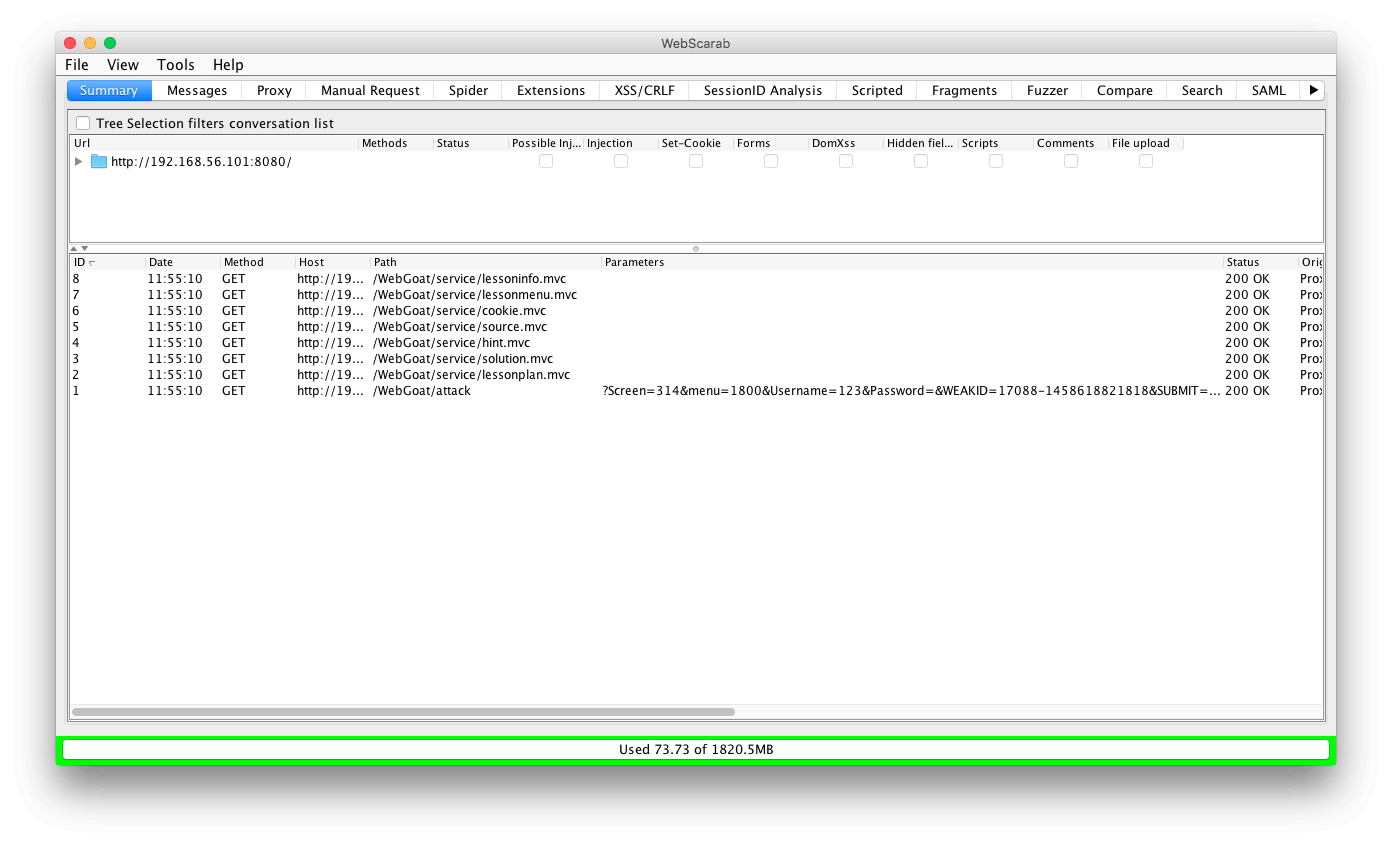 WebScarab
File View Tools Help
Summary Messages Proxy Manual Request Spider Extensions XSS/CRLF SessionID Analysis Scripted Fragments Fuzzer Compare Search SAML
Tree Selection filters conversation list
Url Methods Status Possible Inj... Injection Set-Cookie Forms DomXss Hidden fiel... Scripts Comments File upload
http://192.168.56.101:8080/
ID Date Method Host Path Parameters Status Orig
8 11:55:10 GET http://19... /WebGoat/service/lessoninfo.mvc 200 OK Prox
7 11:55:10 GET http://19... /WebGoat/service/lessonmenu.mvc 200 OK Prox
6 11:55:10 GET http://19... /WebGoat/service/cookie.mvc 200 OK Prox
5 11:55:10 GET http://19... /WebGoat/service/source.mvc 200 OK Prox
4 11:55:10 GET http://19... /WebGoat/service/hint.mvc 200 OK Prox
3 11:55:10 GET http://19... /WebGoat/service/solution.mvc 200 OK Prox
2 11:55:10 GET http://19... /WebGoat/service/lessonplan.mvc 200 OK Prox
1 11:55:10 GET http://19... /WebGoat/attack ?Screen=314&menu=1800&Username=123&Password=&WEAKID=17088-1458618821818&SUBMIT=... 200 OK Prox
Used 73.73 of 1820.5MB